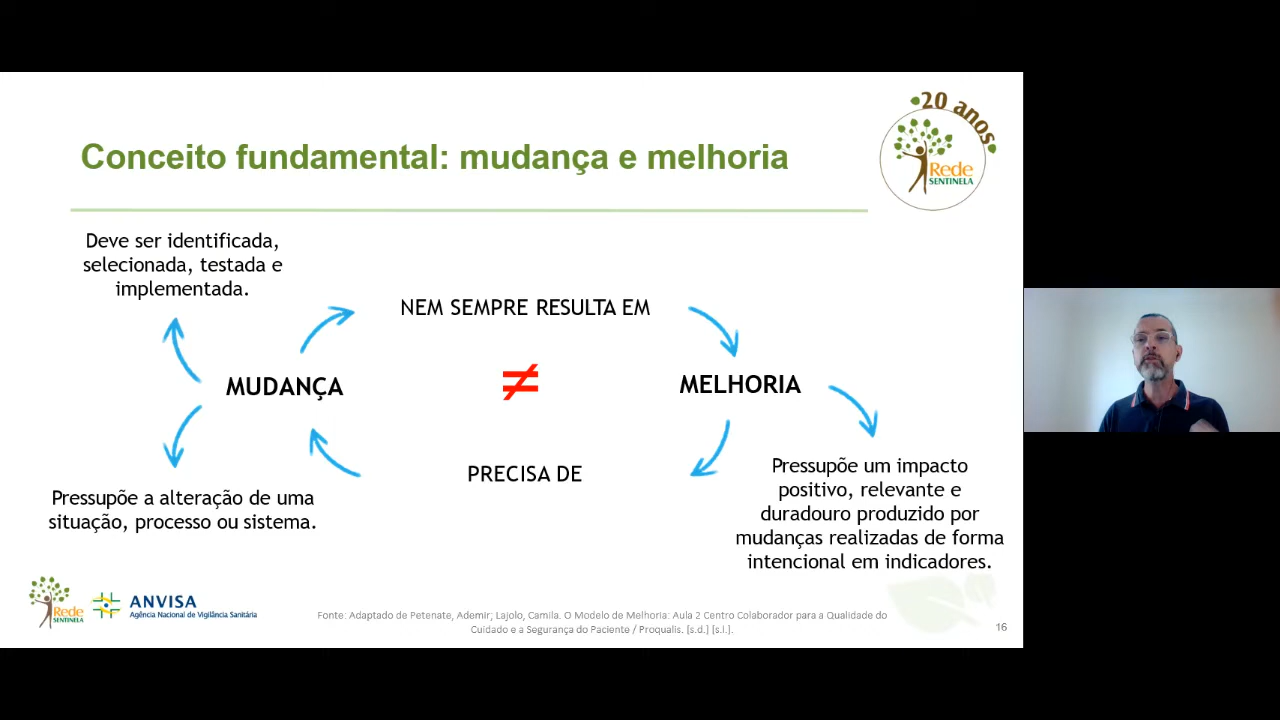 20 anos
Rede
SENTINELA
Conceito fundamental: mudança e melhoria
Deve ser identificada,
selecionada, testada e
implementada.
NEM SEMPRE RESULTA EM
MUDANÇA
≠
MELHORIA
PRECISA DE
Pressupõe a alteração de uma
situação, processo ou sistema.
Pressupõe um impacto
positivo, relevante e
duradouro produzido por
mudanças realizadas de forma
intencional em indicadores.
Rede
SENTINELA
ANVISA
Agência Nacional de Vigilância Sanitária
Fonte: Adaptado de Petenate, Ademir; Lajolo, Camila. O Modelo de Melhoria: Aula 2 Centro Colaborador para a Qualidade do
Cuidado e a Segurança do Paciente / Proqualis. [s.d.] [s.l.].
16